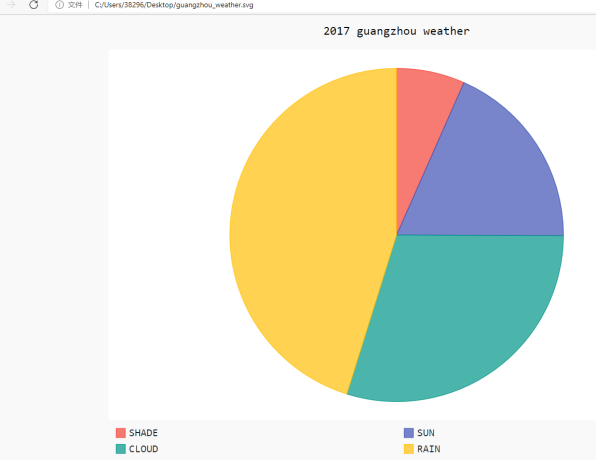 文件 C:/Users/38296/Desktop/guangzhou_weather.svg
2017 guangzhou weather
SHADE SUN
CLOUD RAIN